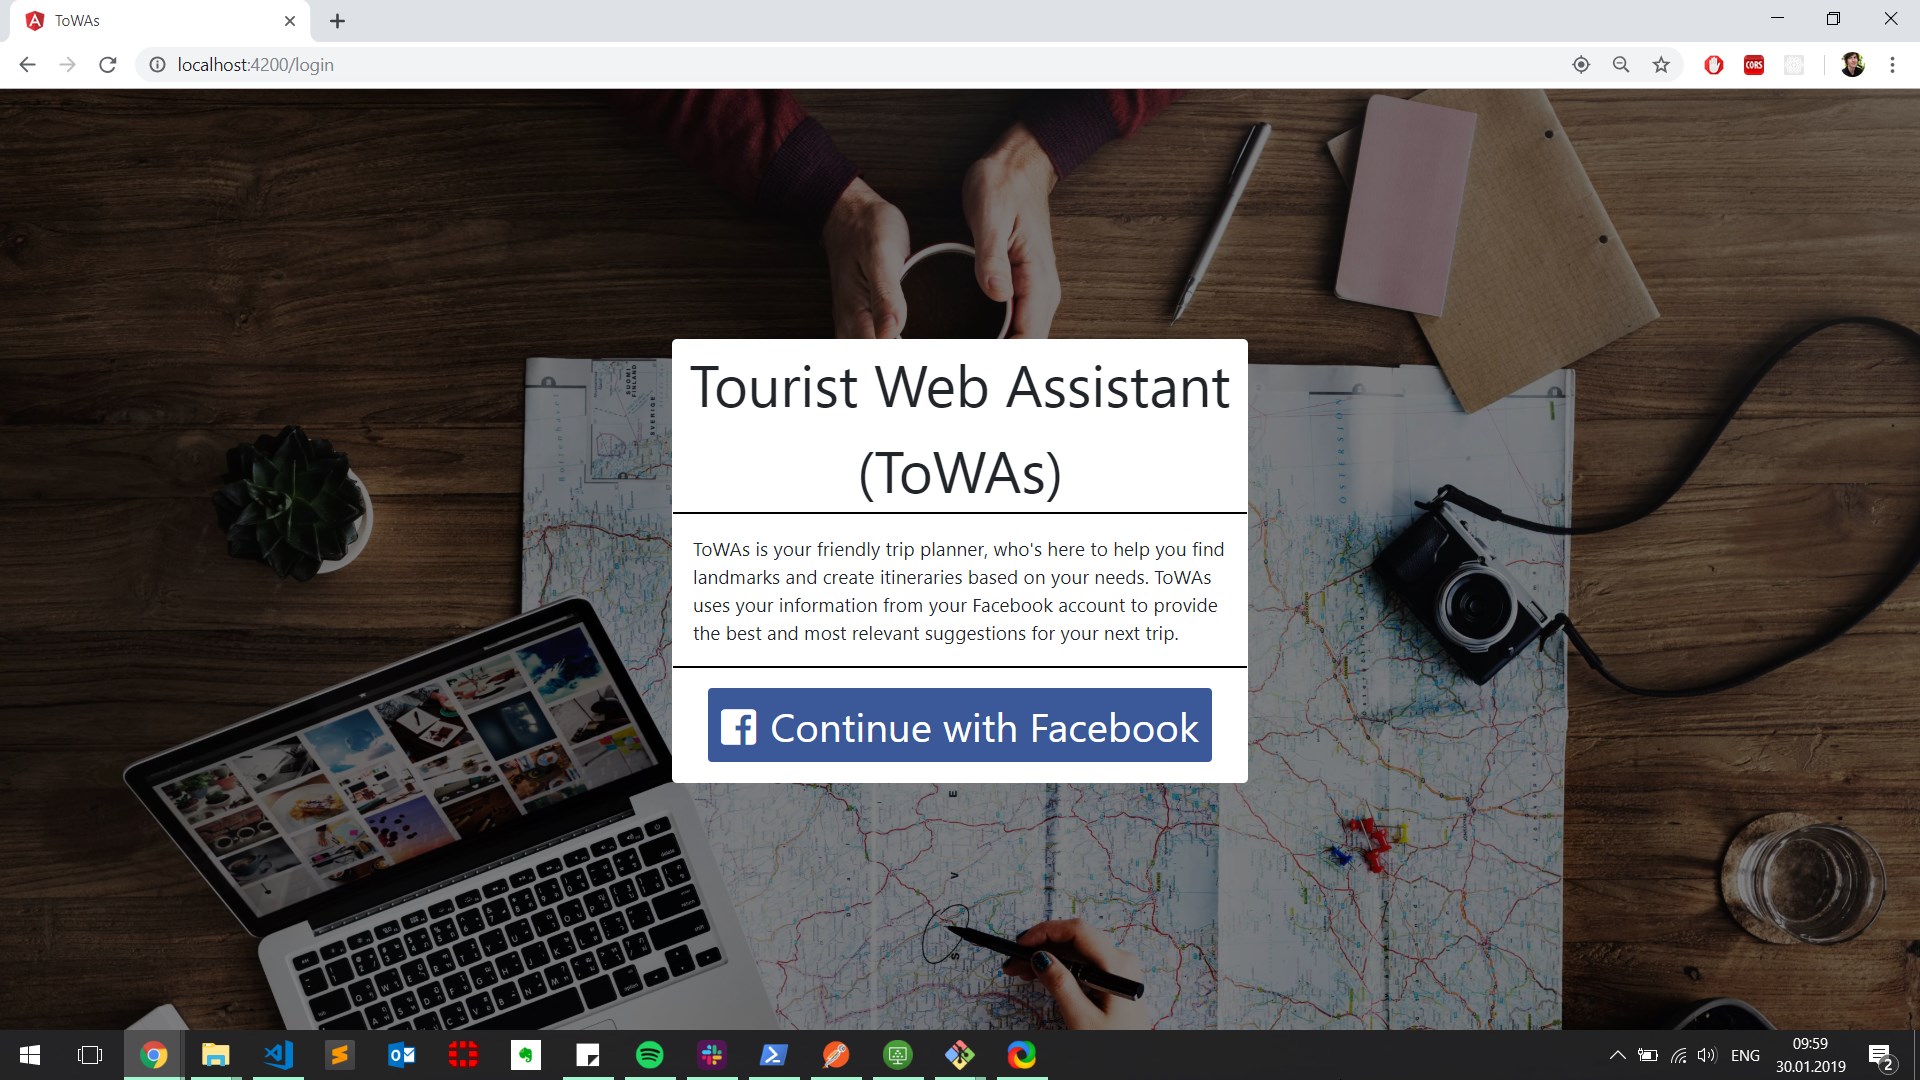 ToWAs
localhost:4200/login
CORS
SUOMI
FINLAND
SVERIGE
Tourist Web Assistant
(ToWAs)
ToWAs is your friendly trip planner, who's here to help you find
landmarks and create itineraries based on your needs. ToWAs
uses your information from your Facebook account to provide
the best and most relevant suggestions for your next trip.
Continue with Facebook
ENG
09:59
30.01.2019
2